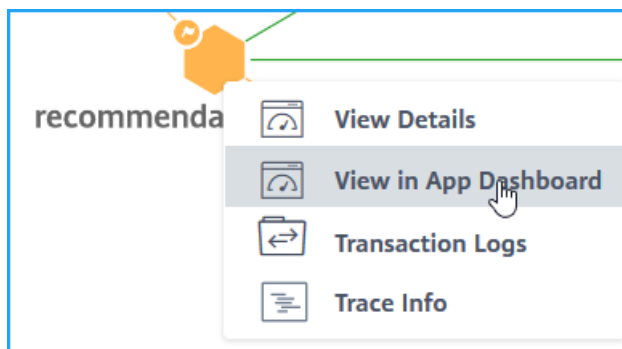 recommenda
View Details
View in App Dashboard
Transaction Logs
Trace Info